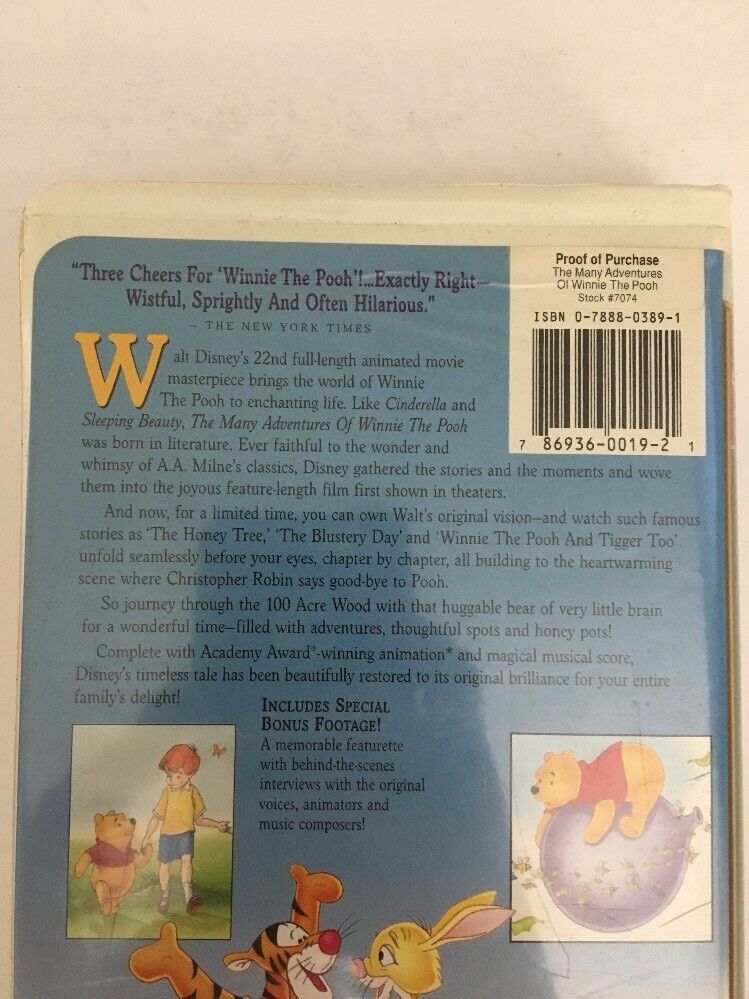 "Three Cheers For 'Winnie The Pooh'!...Exactly Right—
Wistful, Sprightly And Often Hilarious."
– THE NEW YORK TIMES
Walt Disney's 22nd full-length animated movie
masterpiece brings the world of Winnie
The Pooh to enchanting life. Like Cinderella and
Sleeping Beauty, The Many Adventures Of Winnie The Pooh
was born in literature. Ever faithful to the wonder and
whimsy of A.A. Milne's classics, Disney gathered the stories and the moments and wove
them into the joyous feature-length film first shown in theaters.
And now, for a limited time, you can own Walt's original vision—and watch such famous
stories as 'The Honey Tree,' 'The Blustery Day' and 'Winnie The Pooh And Tigger Too'
unfold seamlessly before your eyes, chapter by chapter, all building to the heartwarming
scene where Christopher Robin says good-bye to Pooh.
So journey through the 100 Acre Wood with that huggable bear of very little brain
for a wonderful time—filled with adventures, thoughtful spots and honey pots!
Complete with Academy Award®-winning animation* and magical musical score,
Disney's timeless tale has been beautifully restored to its original brilliance for your entire
family's delight!
INCLUDES SPECIAL
BONUS FOOTAGE!
A memorable featurette
with behind-the-scenes
interviews with the original
voices, animators and
music composers!
Proof of Purchase
The Many Adventures
Of Winnie The Pooh
Stock #7074
ISBN 0-7888-0389-1
7 86936-0019-2 1